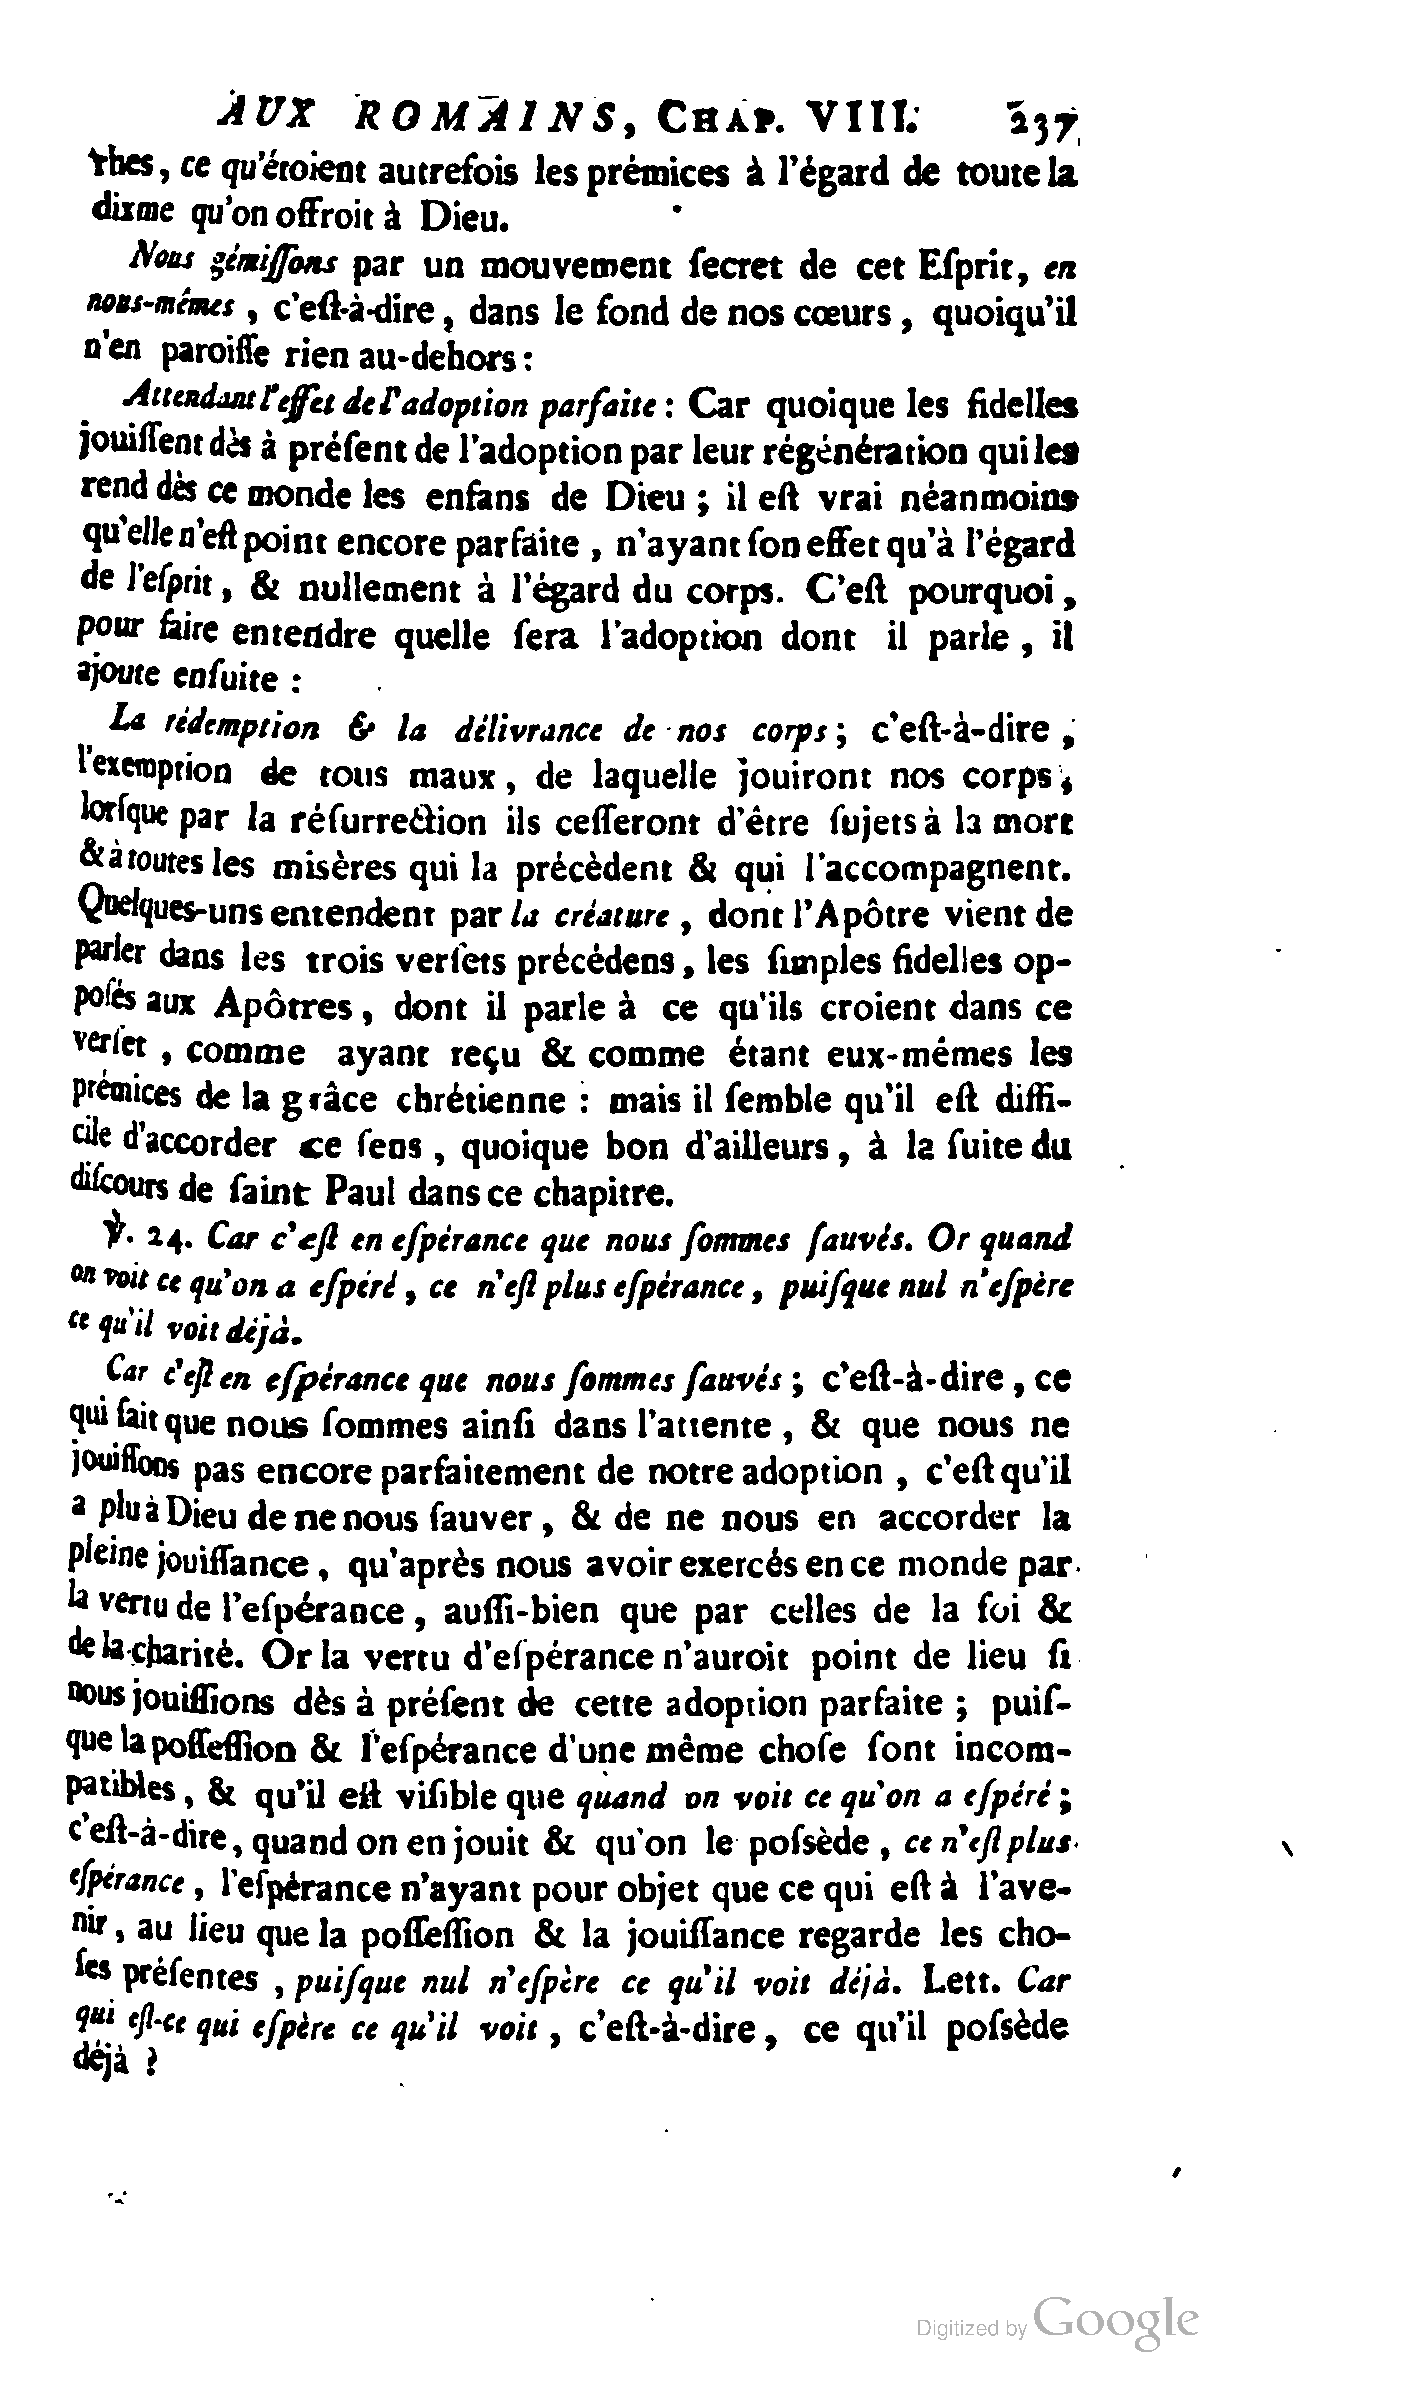 AUX ROMAINS, CHAP. VIII. 237
rhes, ce qu'étoient autrefois les prémices à l'égard de toute la
dixme qu'on offroit à Dieu.
Nous gémiſſons par un mouvement ſecret de cet Eſprit, en
nous-mêmes, c'eſt-à-dire, dans le fond de nos cœurs, quoiqu'il
n'en paroiſſe rien au-dehors :
Attendant l'effet de l'adoption parfaite : Car quoique les fidelles
jouiſſent dès à préſent de l'adoption par leur régénération qui les
rend dès ce monde les enfans de Dieu ; il eſt vrai néanmoins
qu'elle n'eſt point encore parfaite, n'ayant ſon effet qu'à l'égard
de l'eſprit, & nullement à l'égard du corps. C'eſt pourquoi,
pour faire entendre quelle ſera l'adoption dont il parle, il
ajoute enſuite :
La rédemption & la délivrance de nos corps ; c'eſt-à-dire,
l'exemption de tous maux, de laquelle jouiront nos corps,
lorſque par la réſurrection ils ceſſeront d'être ſujets à la mort
& à toutes les misères qui la précèdent & qui l'accompagnent.
Quelques-uns entendent par la créature, dont l'Apôtre vient de
parler dans les trois verſets précédens, les ſimples fidelles op-
poſés aux Apôtres, dont il parle à ce qu'ils croient dans ce
verſet, comme ayant reçu & comme étant eux-mêmes les
prémices de la grâce chrétienne : mais il ſemble qu'il eſt diffi-
cile d'accorder ce ſens, quoique bon d'ailleurs, à la ſuite du
diſcours de ſaint Paul dans ce chapitre.
℣. 24. Car c'eſt en eſpérance que nous ſommes ſauvés. Or quand
on voit ce qu'on a eſpéré, ce n'eſt plus eſpérance, puiſque nul n'eſpère
ce qu'il voit déjà.
Car c'eſt en eſpérance que nous ſommes ſauvés ; c'eſt-à-dire, ce
qui fait que nous ſommes ainſi dans l'attente, & que nous ne
jouiſſons pas encore parfaitement de notre adoption, c'eſt qu'il
a plu à Dieu de ne nous ſauver, & de ne nous en accorder la
pleine jouiſſance, qu'après nous avoir exercés en ce monde par
la vertu de l'eſpérance, auſſi-bien que par celles de la foi &
de la charité. Or la vertu d'eſpérance n'auroit point de lieu ſi
nous jouiſſions dès à préſent de cette adoption parfaite ; puiſ-
que la poſſeſſion & l'eſpérance d'une même choſe ſont incom-
patibles, & qu'il eſt viſible que quand on voit ce qu'on a eſpéré ;
c'eſt-à-dire, quand on en jouit & qu'on le poſsède, ce n'eſt plus
eſpérance, l'eſpérance n'ayant pour objet que ce qui eſt à l'ave-
nir, au lieu que la poſſeſſion & la jouiſſance regarde les cho-
ſes préſentes, puiſque nul n'eſpère ce qu'il voit déjà. Lett. Car
qui eſt-ce qui eſpère ce qu'il voit, c'eſt-à-dire, ce qu'il poſsède
déjà ?
Digitized by Google